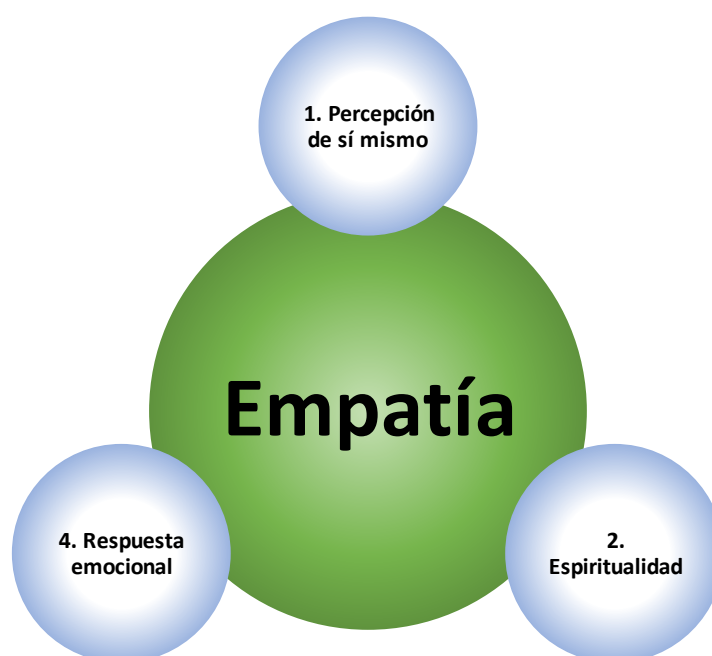 1. Percepción
de sí mismo
Empatía
4. Respuesta
emocional
2.
Espiritualidad